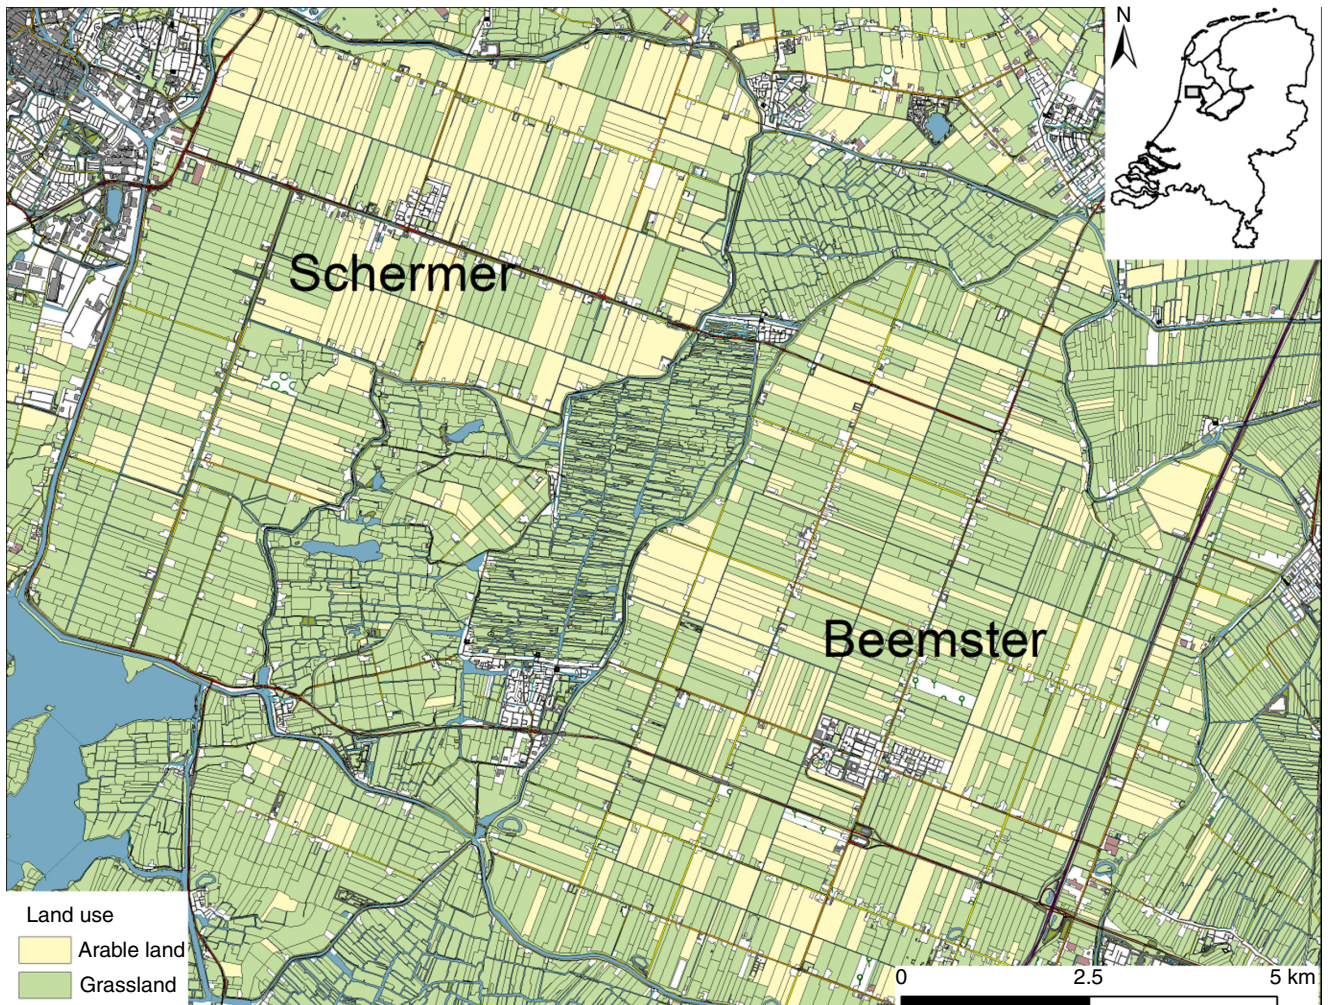 N
Schermer
Beemster
Land use
Arable land
Grassland
0 2.5 5 km